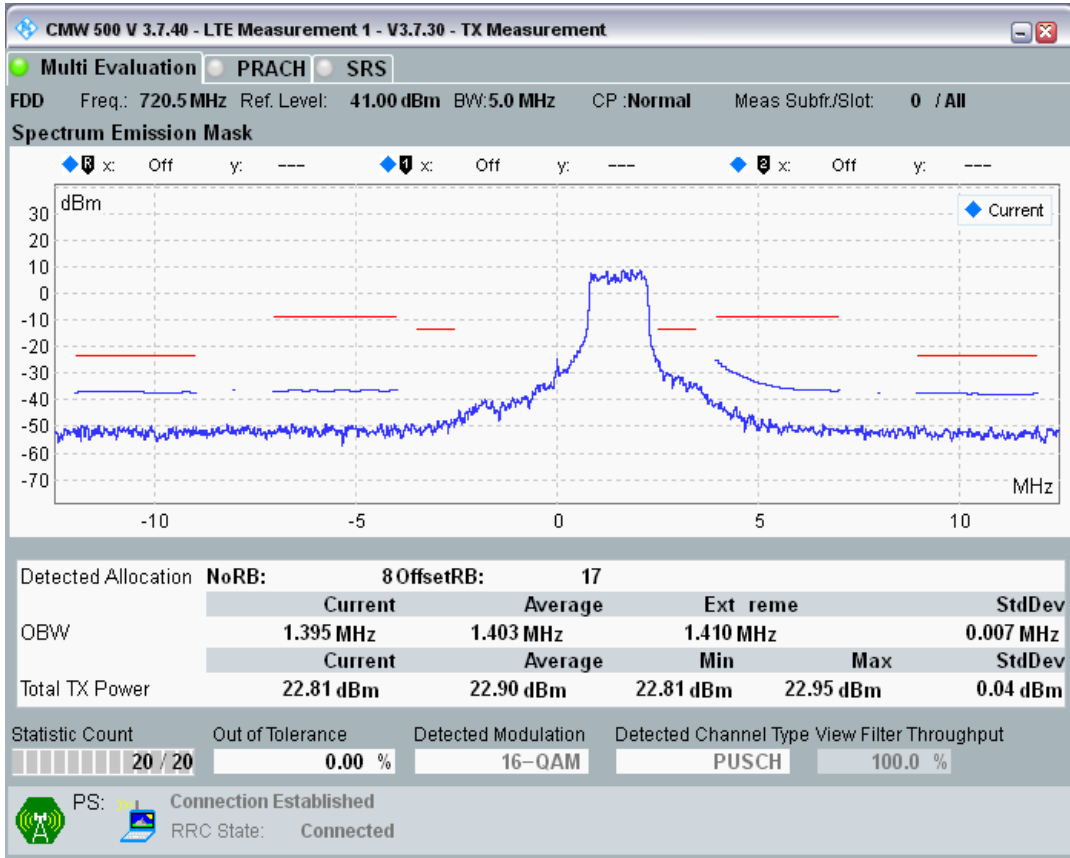 CMW 500 V 3.7.40 - LTE Measurement 1 - V3.7.30 - TX Measurement
Multi Evaluation PRACH SRS
FDD Freq.: 720.5 MHz Ref. Level: 41.00 dBm BW:5.0 MHz CP :Normal Meas Subfr./Slot: 0 / All
Spectrum Emission Mask
R x: Off y: --- 1 x: Off y: --- 2 x: Off y: ---
dBm
Current
30
20
10
0
-10
-20
-30
-40
-50
-60
-70
MHz
-10 -5 0 5 10
Detected Allocation NoRB: 8 OffsetRB: 17
Current Average Ext reme StdDev
OBW 1.395 MHz 1.403 MHz 1.410 MHz 0.007 MHz
Current Average Min Max StdDev
Total TX Power 22.81 dBm 22.90 dBm 22.81 dBm 22.95 dBm 0.04 dBm
Statistic Count Out of Tolerance Detected Modulation Detected Channel Type View Filter Throughput
20 / 20 0.00 % 16-QAM PUSCH 100.0 %
PS: Connection Established
RRC State: Connected